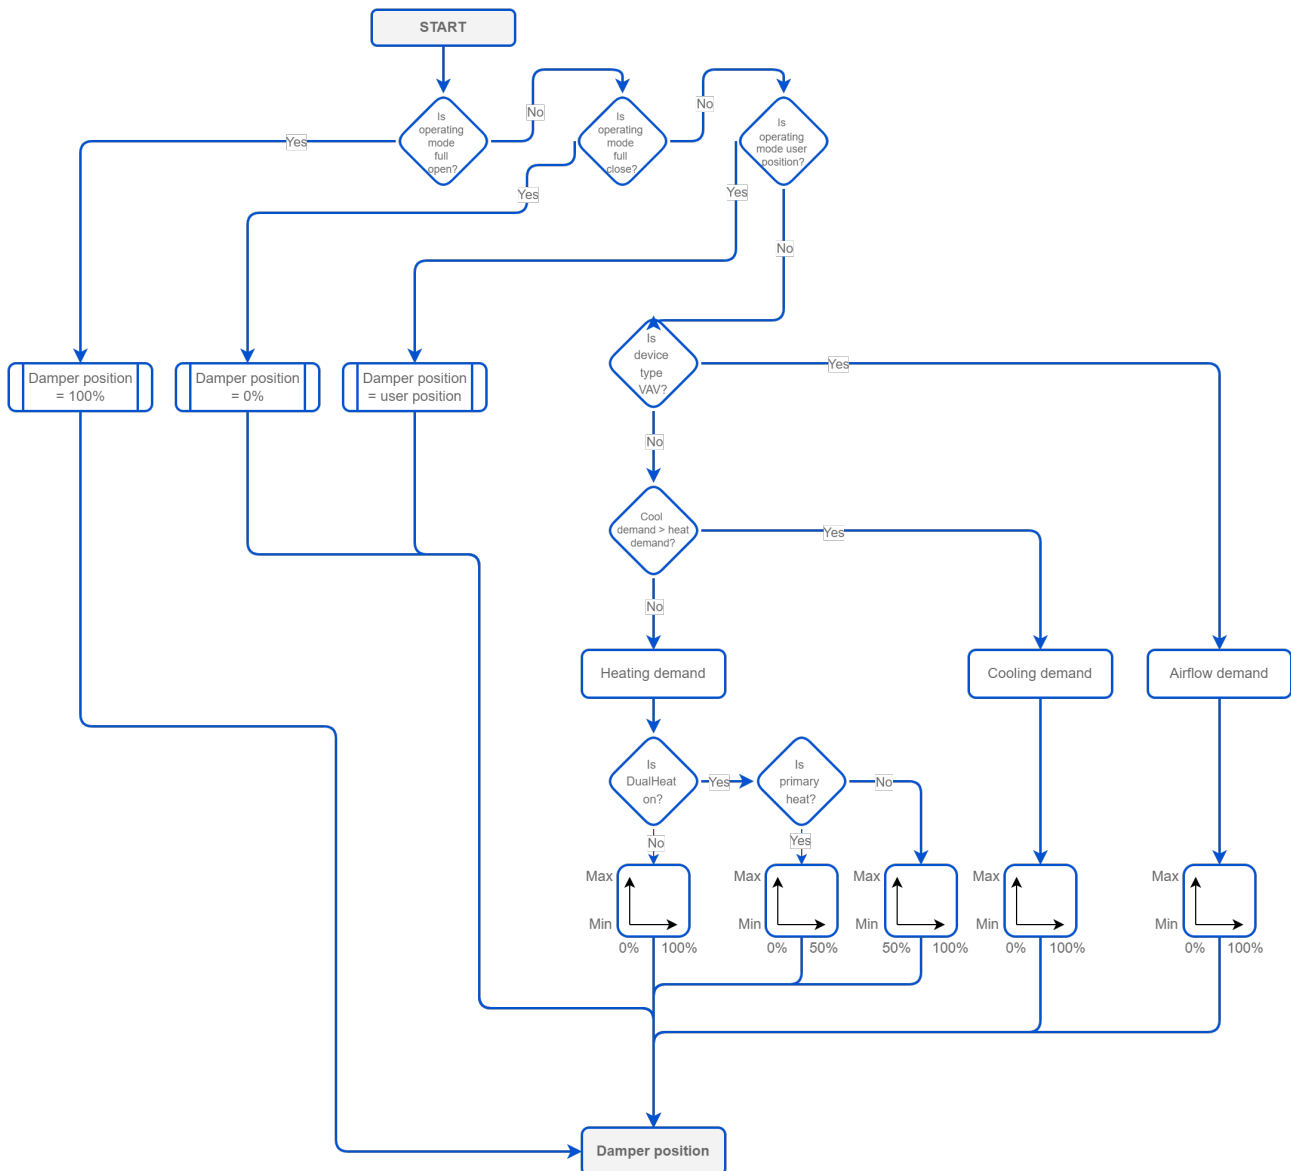 START
Is
operating
mode
full
open?
No
Is
operating
mode
full
close?
No
Is
operating
mode user
position?
Yes
Yes
Yes
No
Damper position
= 100%
Damper position
= 0%
Damper position
= user position
Is
device
type
VAV?
Yes
No
Cool
demand > heat
demand?
Yes
No
Heating demand
Cooling demand
Airflow demand
Is
DualHeat
on?
Yes
Is
primary
heat?
No
No
Yes
Max
Min
0% 100%
Max
Min
0% 50%
Max
Min
50% 100%
Max
Min
0% 100%
Max
Min
0% 100%
Damper position